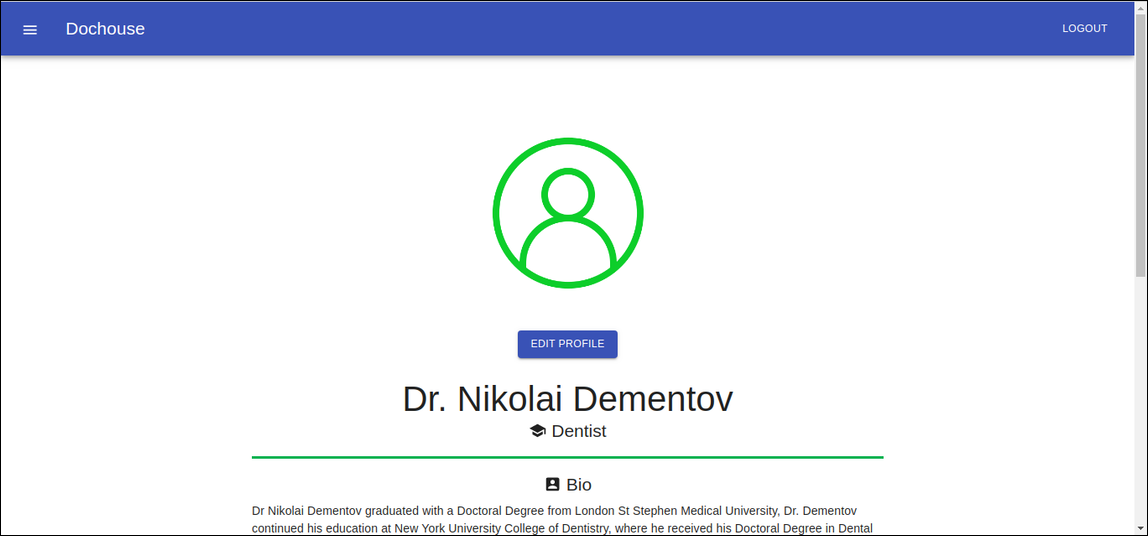 Dochouse
LOGOUT
EDIT PROFILE
Dr. Nikolai Dementov
Dentist
Bio
Dr Nikolai Dementov graduated with a Doctoral Degree from London St Stephen Medical University, Dr. Dementov
continued his education at New York University College of Dentistry, where he received his Doctoral Degree in Dental